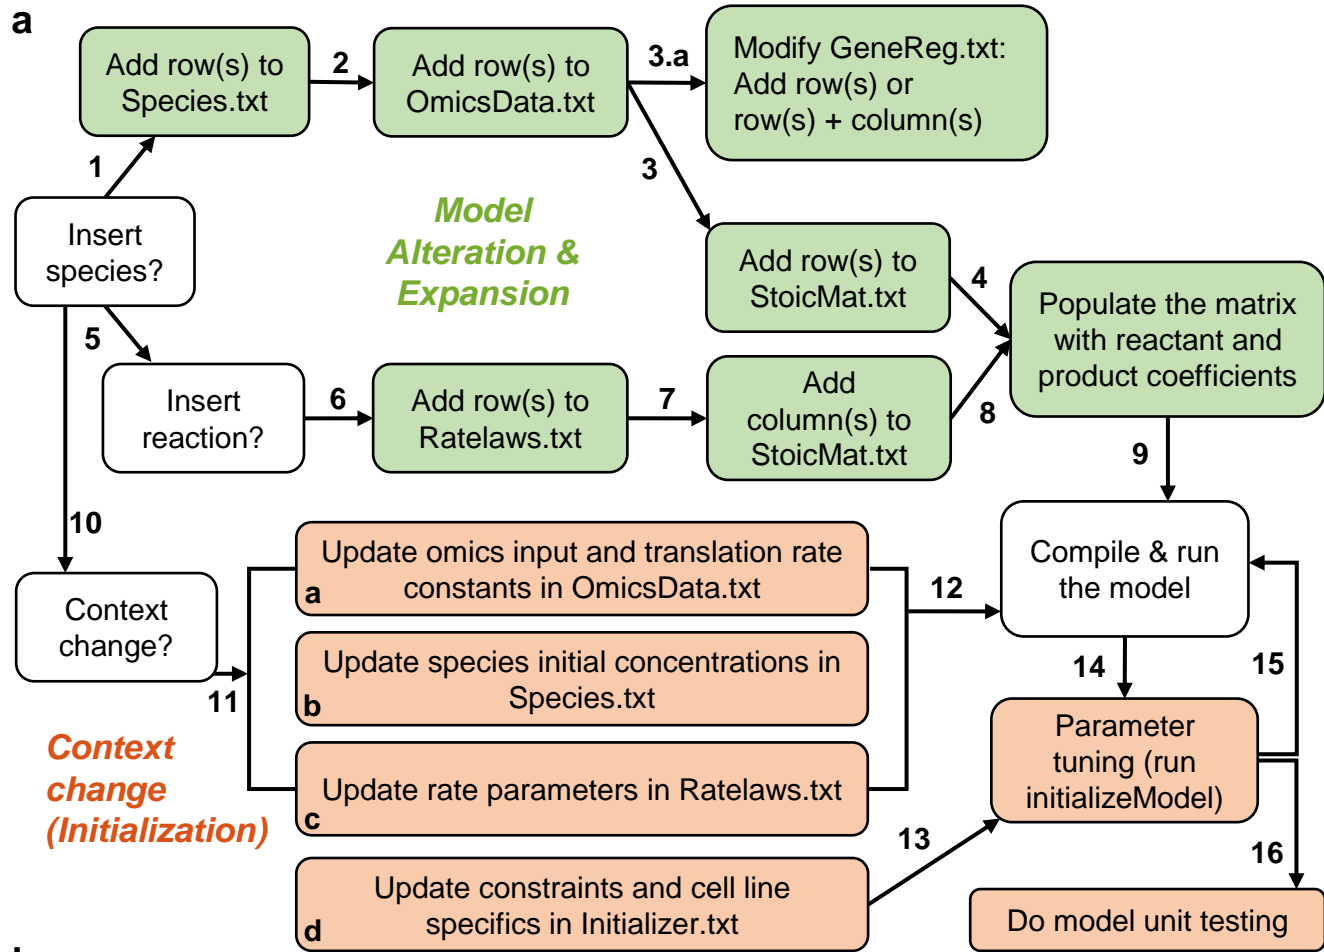 a
Add row(s) to
Species.txt
2
Add row(s) to
OmicsData.txt
3.a
Modify GeneReg.txt:
Add row(s) or
row(s) + column(s)
1
3
Insert
species?
Model
Alteration &
Expansion
Add row(s) to
StoicMat.txt
4
Populate the matrix
with reactant and
product coefficients
5
Insert
reaction?
6
Add row(s) to
Ratelaws.txt
7
Add
column(s) to
StoicMat.txt
8
9
10
Context
change?
11
Update omics input and translation rate
constants in OmicsData.txt
a
Update species initial concentrations in
Species.txt
b
Update rate parameters in Ratelaws.txt
c
Update constraints and cell line
specifics in Initializer.txt
d
12
Compile & run
the model
14
15
Context
change
(Initialization)
13
Parameter
tuning (run
initializeModel)
16
Do model unit testing